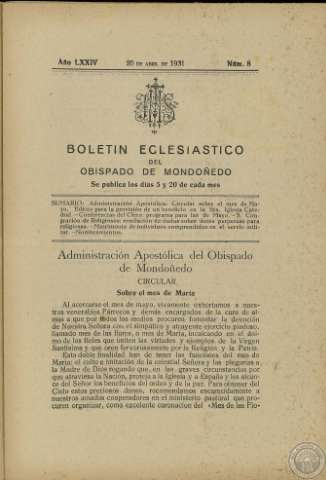 Año LXXIV 20 DE ABRIL DE 1931 Núm. 8
BOLETIN ECLESIASTICO
DEL
OBISPADO DE MONDOÑEDO
Se publica los días 5 y 20 de cada mes
SUMARIO: Administración Apostólica: Circular sobre el mes de Ma-
yo. Edicto para la provisión de un beneficio en la Sta. Iglesia Cate-
dral.—Conferencias del Clero: programa para las de Mayo.—S. Con-
gregación de Religiosos: resolución de dudas sobre dotes parciales para
religiosas.—Matrimonio de individuos comprendidos en el servicio mili-
tar.—Nombramientos.
Administración Apostólica del Obispado
de Mondoñedo
CIRCULAR
Sobre el mes de María
Al acercarse el mes de mayo, vivamente exhortamos a nues-
tros venerables Párrocos y demás encargados de la cura de al-
mas a que por todos los medios procuren fomentar la devoción
de Nuestra Señora con el simpático y atrayente ejercicio piadoso,
llamado mes de las flores, o mes de María, inculcando en el áni-
mo de los fieles que imiten las virtudes y ejemplos de la Virgen
Santísima y que oren fervorosamente por la Religión y la Patria.
Esta doble finalidad han de tener las funciones del mes de
María: el culto e imitación de la celestial Señora y las plegarias a
la Madre de Dios rogando que, en las graves circunstancias por
que atraviesa la Nación, proteja a la Iglesia y a España y les alcan-
ce del Señor los beneficios del orden y de la paz. Para obtener del
Cielo estos preciosos dones, recomendamos encarecidamente a
nuestros amados cooperadores en el ministerio pastoral que pro-
curen organizar, como excelente coronación del «Mes de las Flo-